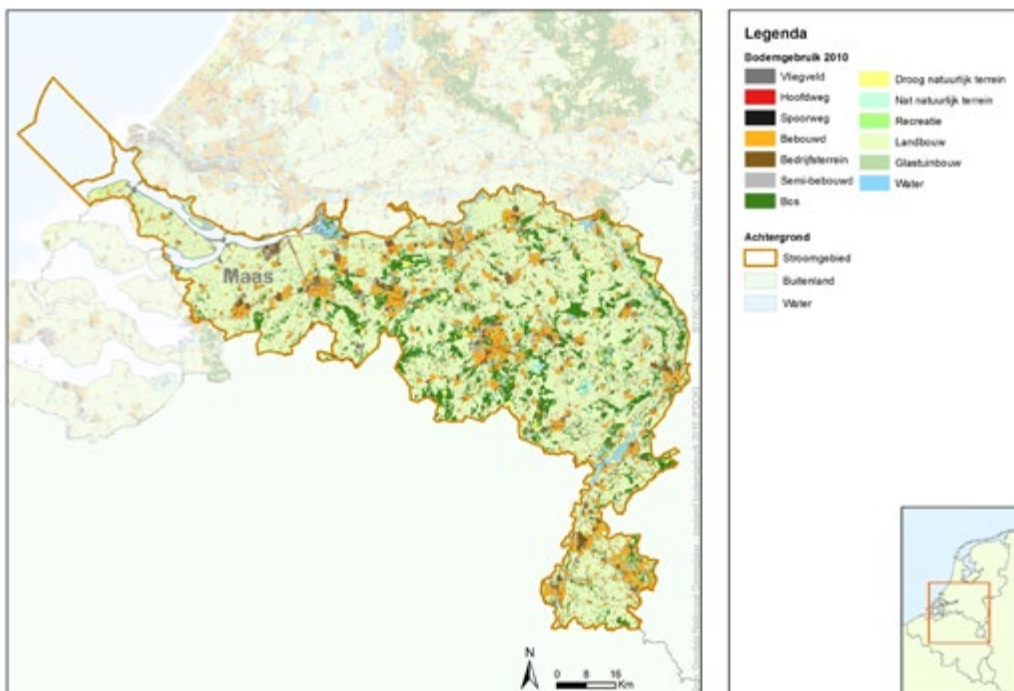 Maas
N
0 8 16
Km
Legenda
Bodemgebruik 2010
Vliegveld
Hoofdweg
Spoorweg
Bebouwd
Bedrijfsterrein
Semi-bebouwd
Bos
Droog natuurlijk terrein
Nat natuurlijk terrein
Recreatie
Landbouw
Glastuinbouw
Water
Achtergrond
Stroomgebied
Buitenland
Water